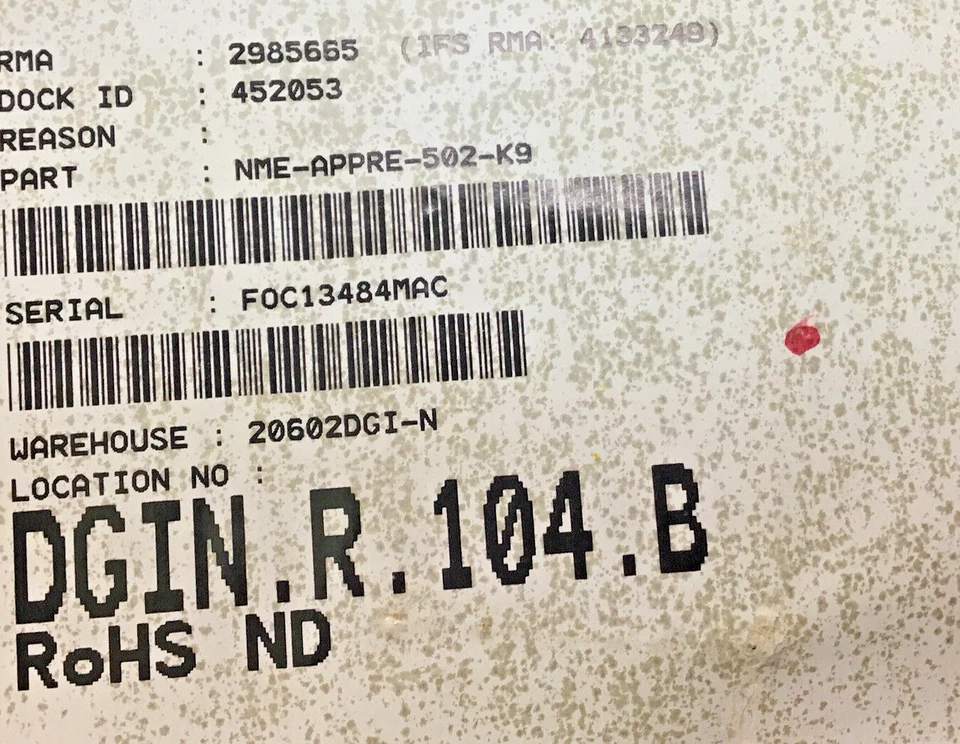 RMA : 2985665 (IFS RMA: 4133248)
DOCK ID : 452053
REASON :
PART : NME-APPRE-502-K9
SERIAL : FOC13484MAC
WAREHOUSE : 20602DGI-N
LOCATION NO :
DGIN.R.104.B
RoHS ND